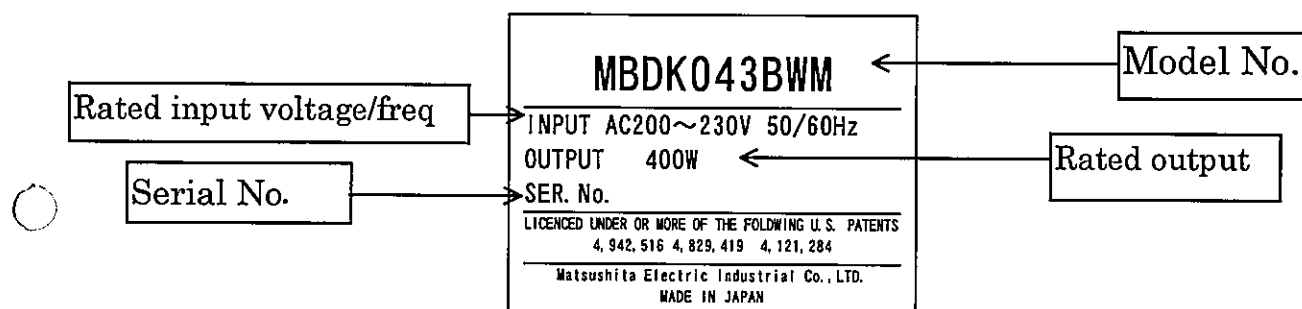 MBDK043BWM
Model No.
Rated input voltage/freq
INPUT AC200～230V 50/60Hz
OUTPUT 400W
Rated output
Serial No.
SER. No.
LICENCED UNDER OR MORE OF THE FOLDWING U.S. PATENTS
4,942,516 4,829,419 4,121,284
Matsushita Electric Industrial Co., LTD.
MADE IN JAPAN